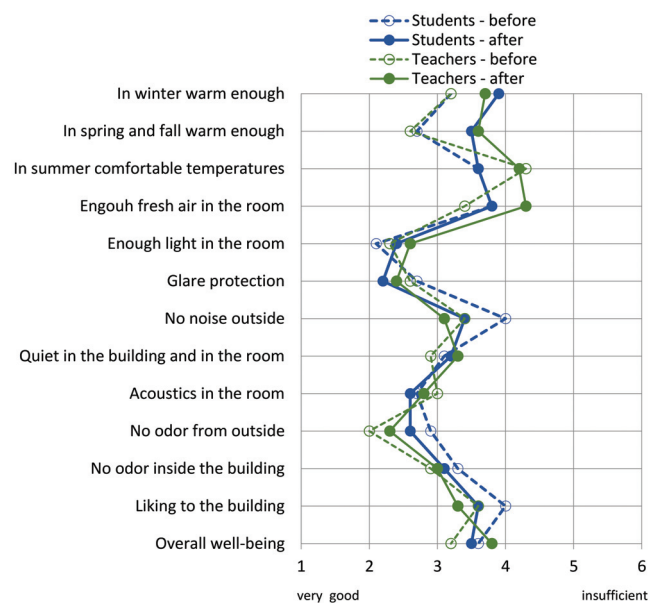 Students - before
Students - after
Teachers - before
Teachers - after
In winter warm enough
In spring and fall warm enough
In summer comfortable temperatures
Engouh fresh air in the room
Enough light in the room
Glare protection
No noise outside
Quiet in the building and in the room
Acoustics in the room
No odor from outside
No odor inside the building
Liking to the building
Overall well-being
1 2 3 4 5 6
very good insufficient